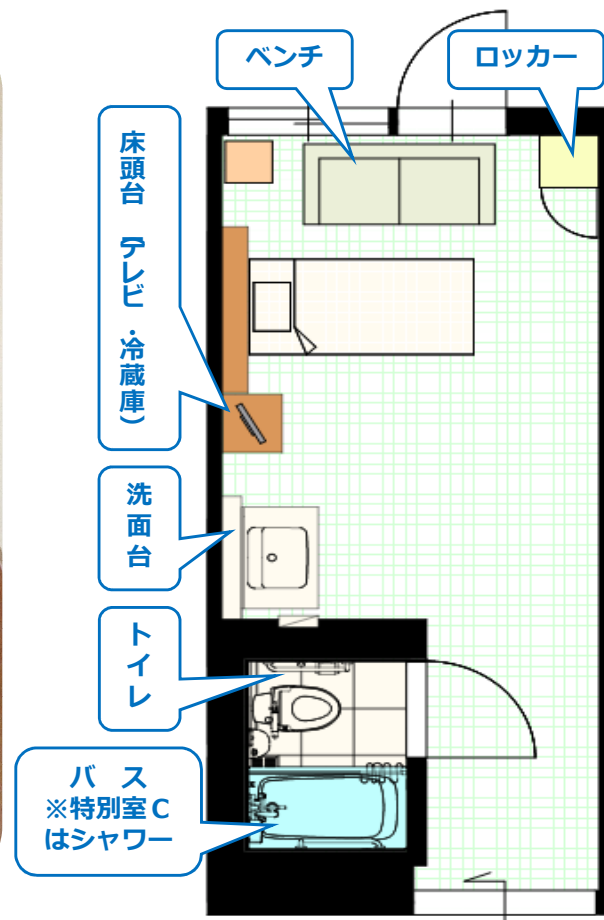 ベンチ
ロッカー
床頭台 (テレビ・冷蔵庫)
洗面台
トイレ
バス
※特別室C
はシャワー